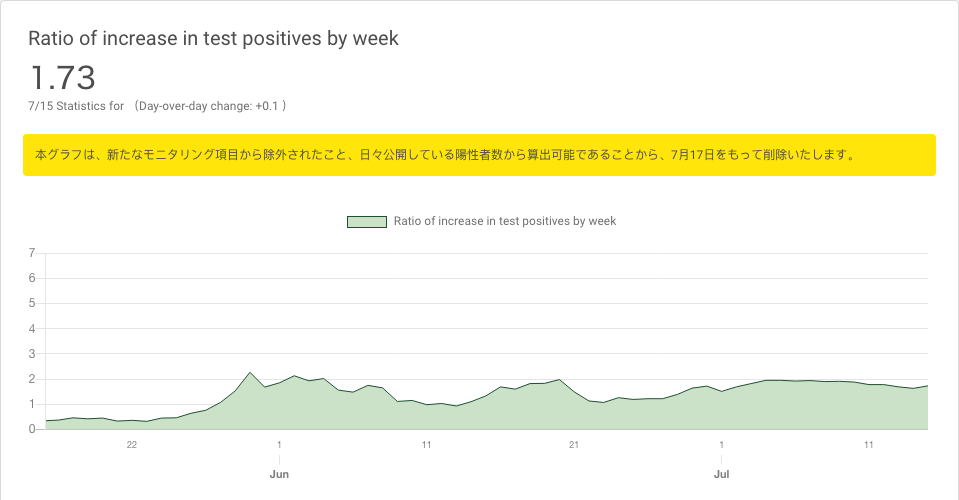 Ratio of increase in test positives by week
1.73
7/15 Statistics for （Day-over-day change: +0.1 ）
本グラフは、新たなモニタリング項目から除外されたこと、日々公開している陽性者数から算出可能であることから、7月17日をもって削除いたします。
Ratio of increase in test positives by week
7
6
5
4
3
2
1
0
22 1 11 21 1 11
Jun Jul